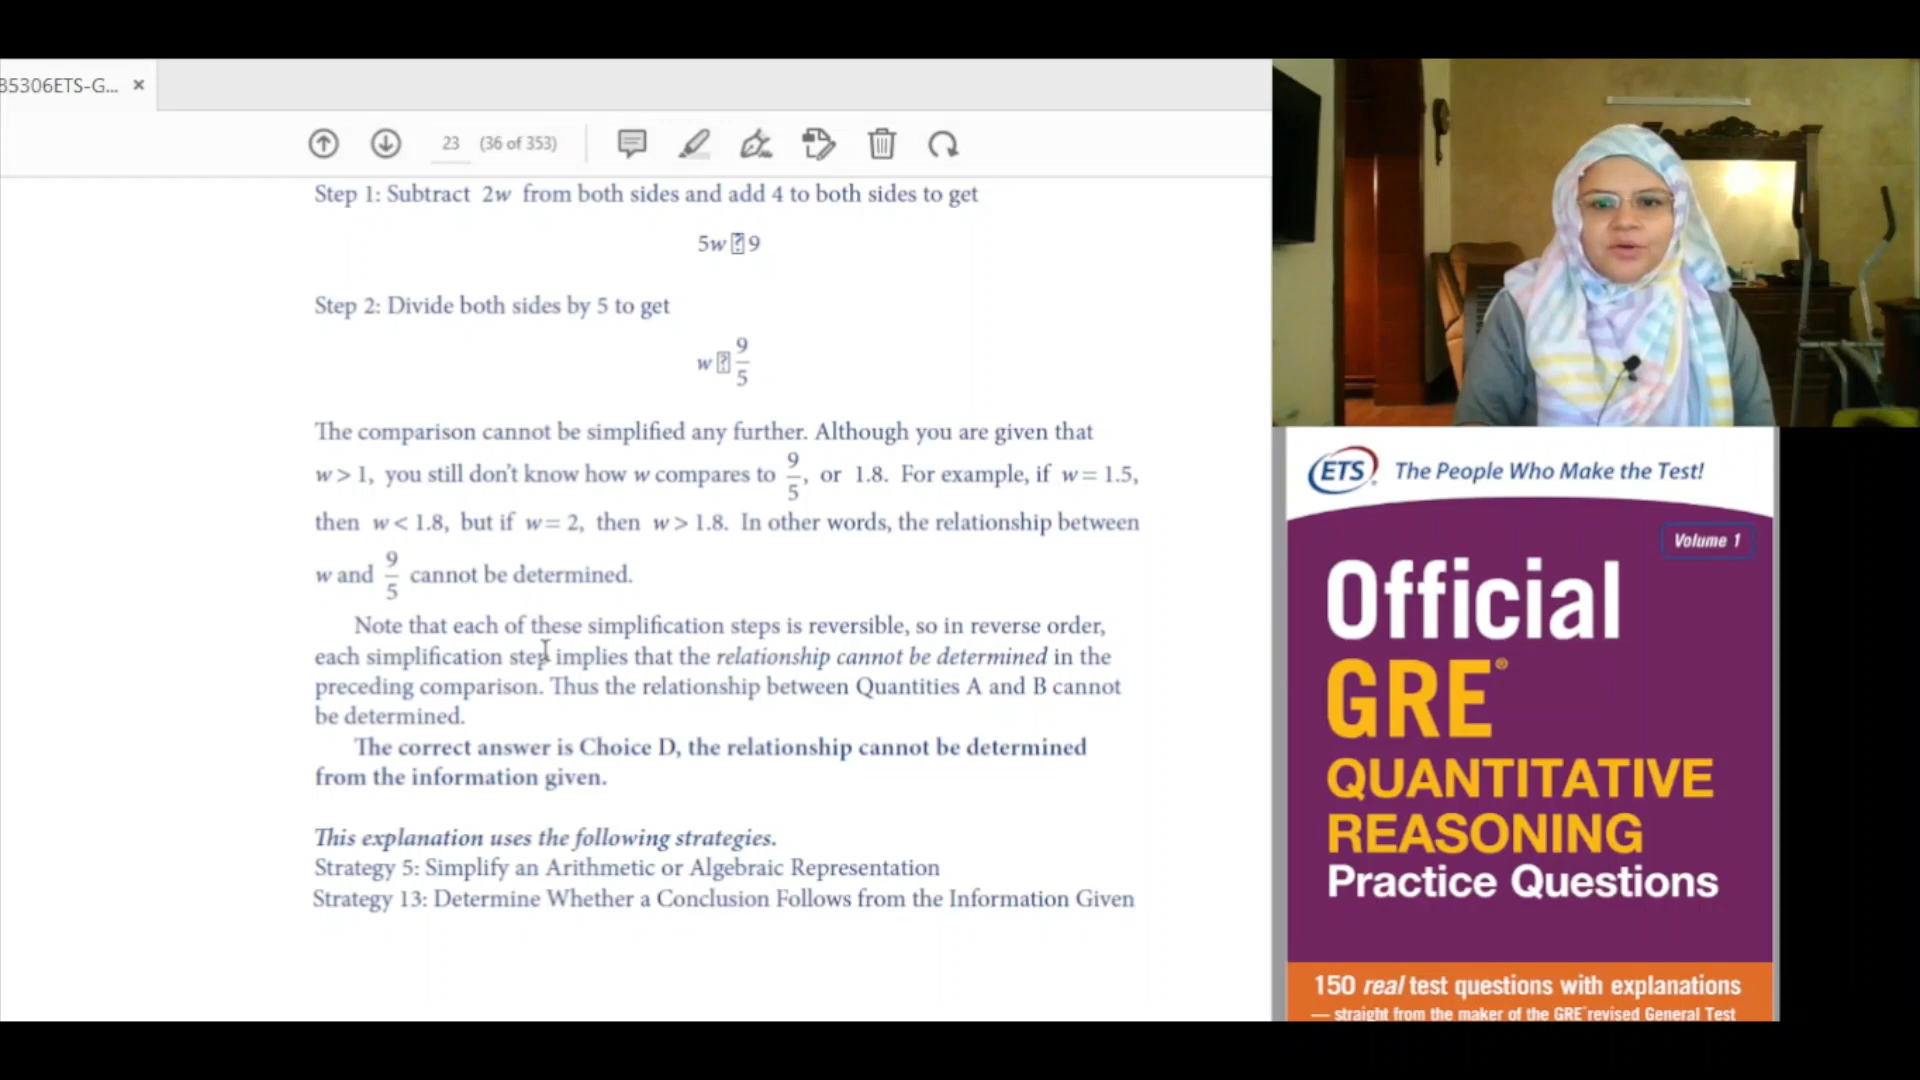 35306ETS-G... ×
23 (36 of 353)
Step 1: Subtract 2w from both sides and add 4 to both sides to get
5w ? 9
Step 2: Divide both sides by 5 to get
w ? 9/5
The comparison cannot be simplified any further. Although you are given that
w > 1, you still don't know how w compares to 9/5, or 1.8. For example, if w = 1.5,
then w < 1.8, but if w = 2, then w > 1.8. In other words, the relationship between
w and 9/5 cannot be determined.
Note that each of these simplification steps is reversible, so in reverse order,
each simplification step implies that the relationship cannot be determined in the
preceding comparison. Thus the relationship between Quantities A and B cannot
be determined.
The correct answer is Choice D, the relationship cannot be determined
from the information given.
This explanation uses the following strategies.
Strategy 5: Simplify an Arithmetic or Algebraic Representation
Strategy 13: Determine Whether a Conclusion Follows from the Information Given
ETS® The People Who Make the Test!
Volume 1
Official
GRE®
QUANTITATIVE
REASONING
Practice Questions
150 real test questions with explanations
— straight from the maker of the GRE® revised General Test